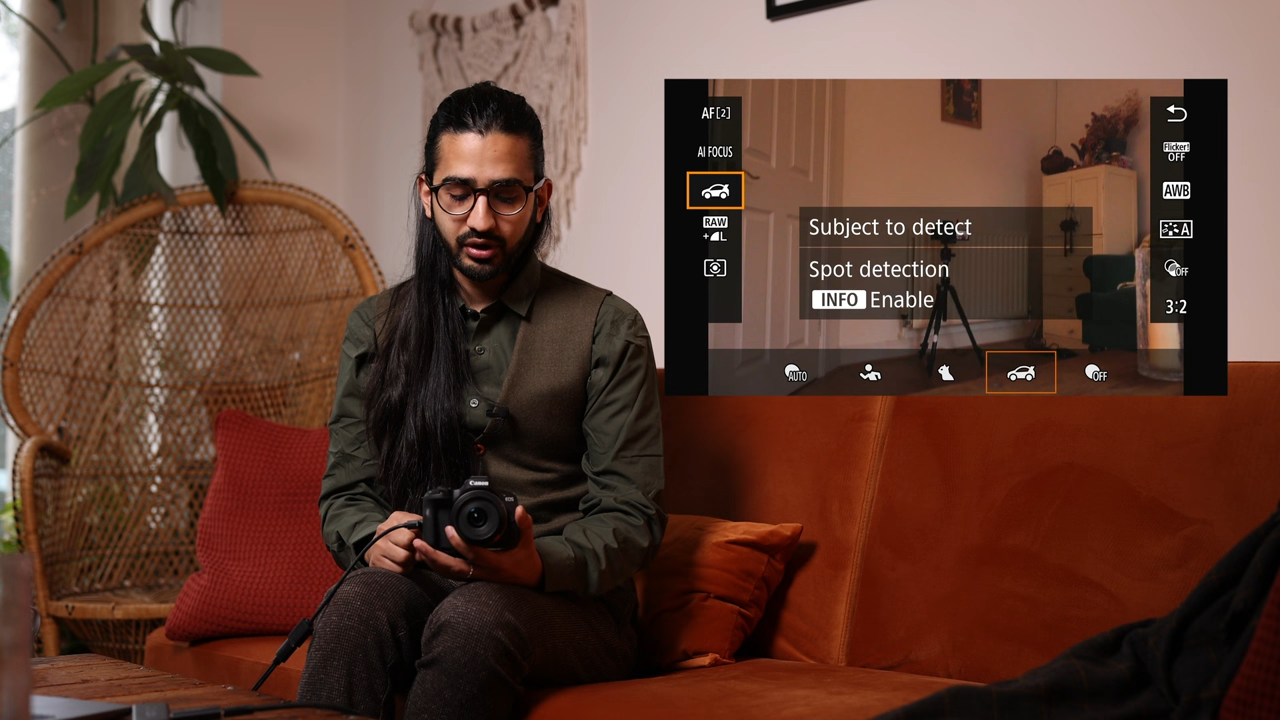 Canon
EOS
AF[2]
AI FOCUS
RAW
+L
Subject to detect
Spot detection
INFO Enable
Flicker!
OFF
AWB
A
OFF
3:2
AUTO
OFF